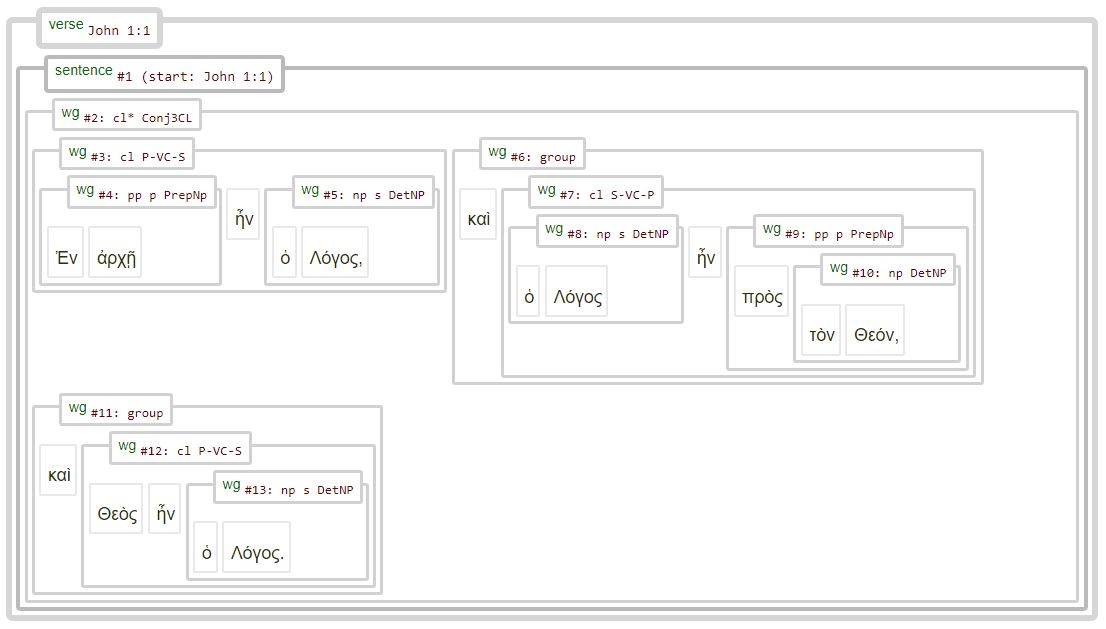 verse John 1:1
sentence #1 (start: John 1:1)
wg #2: cl* Conj3CL
wg #3: cl P-VC-S
wg #4: pp p PrepNp
Ἐν ἀρχῇ
ἦν
wg #5: np s DetNP
ὁ Λόγος,
wg #6: group
καὶ
wg #7: cl S-VC-P
wg #8: np s DetNP
ὁ Λόγος
ἦν
wg #9: pp p PrepNp
πρὸς
wg #10: np DetNP
τὸν Θεόν,
wg #11: group
καὶ
wg #12: cl P-VC-S
Θεὸς ἦν
wg #13: np s DetNP
ὁ Λόγος.